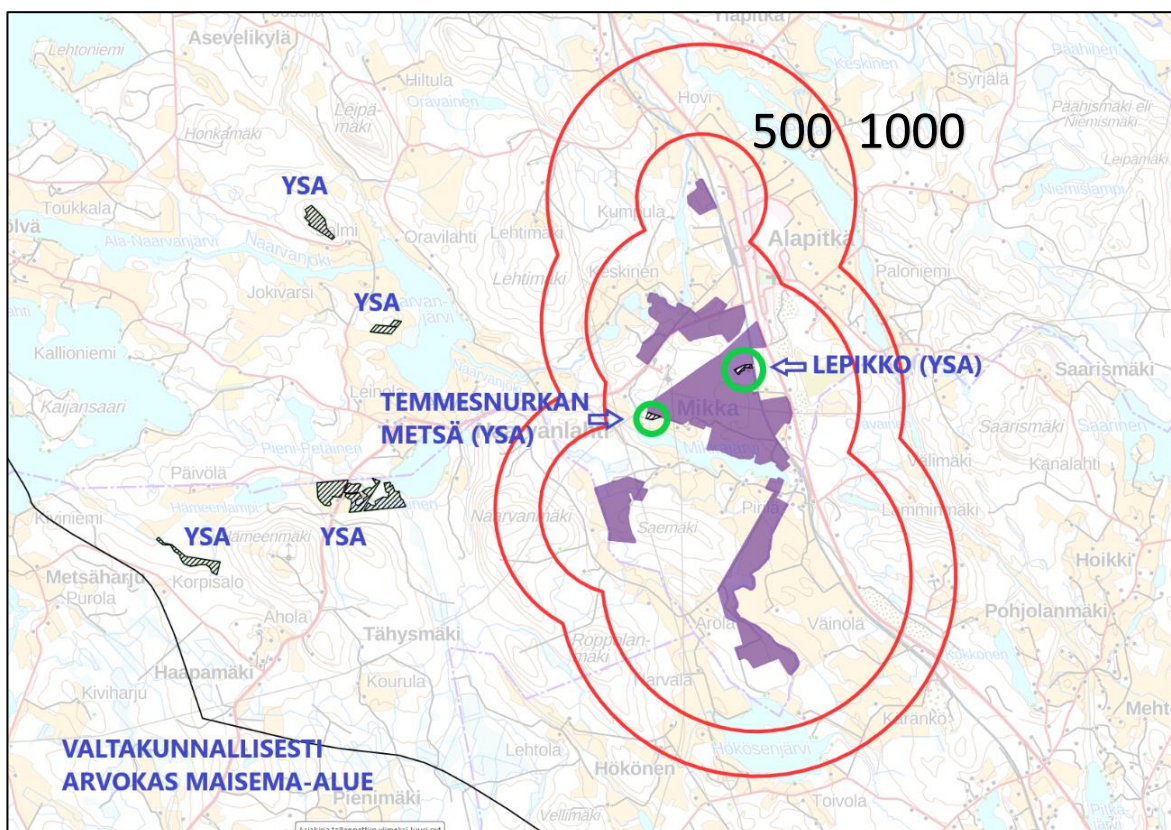 Asevelikylä
Yläpitkä
Lehtoniemi
Hiltula
Keskinen
Syrjälä
Oravainen
Leipä-
mäki
Hovi
Honkamäki
500 1000
Päähismäki eli
Niemismäki
Leipämäki
YSA
Toukkala
Kumpula
Niemislampi
Oravilahti
Lehtimäki
Alapitkä
Ala-Naarvanjärvi
Naarvanjoki
Keskinen
Paloniemi
Lehtimäki
Jokivarsi
YSA
Kallioniemi
LEPIKKO (YSA)
Saarismäki
Naarvanjoki
Leinola
Kaijansaari
TEMMESNURKAN
METSÄ (YSA)
Mikka
Saarismäki
Pieni-Petäinen
Välimäki
Kanalahti
Päivölä
Kiviniemi
Hameenlampi
Naarvanmäki
Saemäki
Lamminmäki
YSA
YSA
Hoikki
Metsäharju
Purola
Korpisalo
Pohjolanmäki
Ahola
Tähysmäki
Arola
Väinölä
Roppolan-
mäki
Haapamäki
Kiviharju
Kourula
Harvala
Karanko
VALTAKUNNALLISESTI
ARVOKAS MAISEMA-ALUE
Lehtola
Hökösenjärvi
Hökönen
Pienimäki
Toivola
Vellimäki